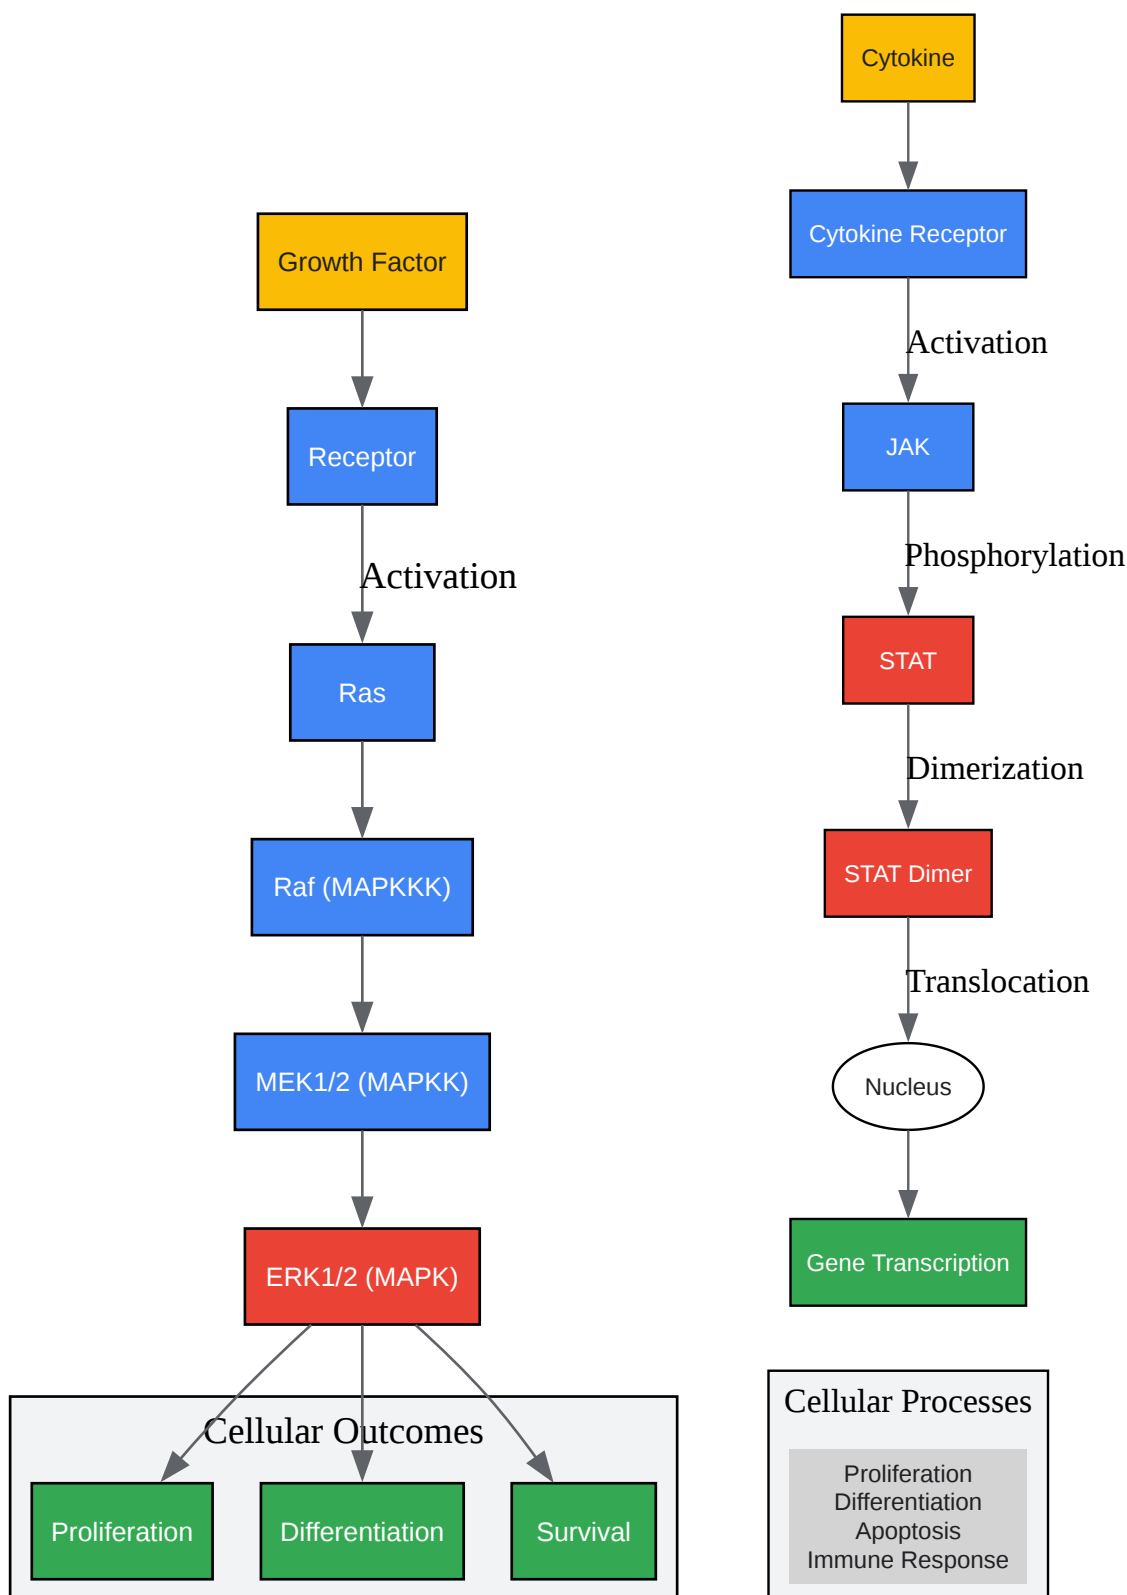 Growth Factor
Receptor
Activation
Ras
Raf (MAPKKK)
MEK1/2 (MAPKK)
ERK1/2 (MAPK)
Cellular Outcomes
Proliferation
Differentiation
Survival
Cytokine
Cytokine Receptor
Activation
JAK
Phosphorylation
STAT
Dimerization
STAT Dimer
Translocation
Nucleus
Gene Transcription
Cellular Processes
Proliferation
Differentiation
Apoptosis
Immune Response